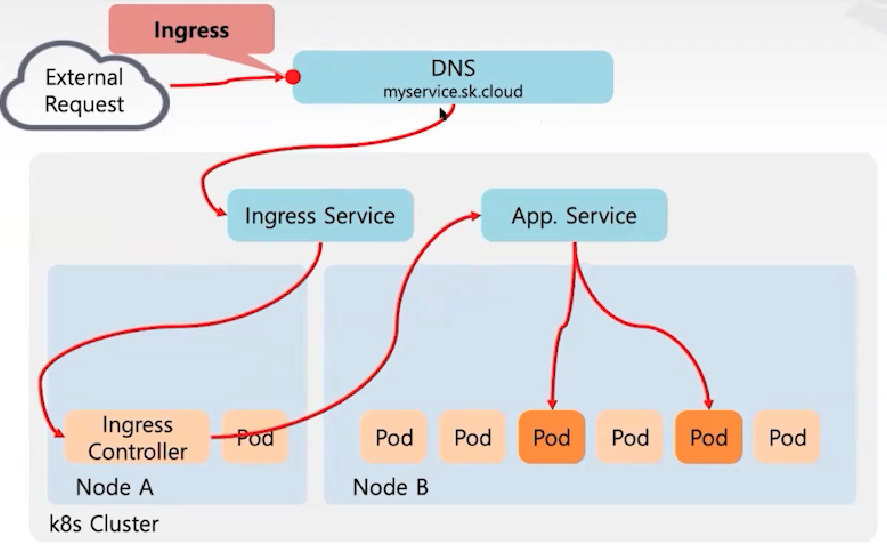 Ingress
External
Request
DNS
myservice.sk.cloud
Ingress Service
App. Service
Ingress
Controller
Pod
Pod
Pod
Pod
Pod
Pod
Pod
Node A
Node B
k8s Cluster